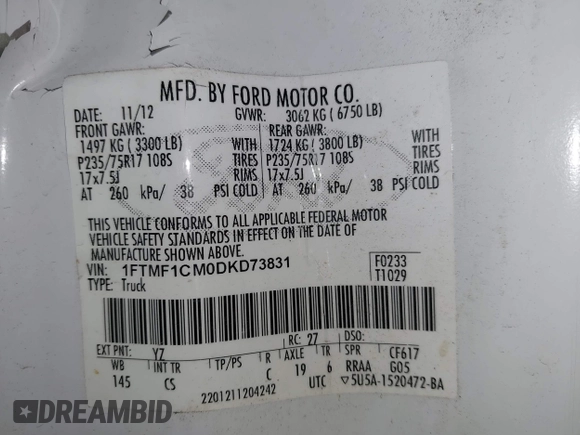 MFD. BY FORD MOTOR CO.
DATE: 11/12 GVWR: 3062 KG ( 6750 LB)
FRONT GAWR: REAR GAWR:
1497 KG ( 3300 LB) WITH 1724 KG ( 3800 LB) WITH
P235/75R17 108S TIRES P235/75R17 108S TIRES
17x7.5J RIMS 17x7.5J RIMS
AT 260 kPa/ 38 PSI COLD AT 260 kPa/ 38 PSI COLD
THIS VEHICLE CONFORMS TO ALL APPLICABLE FEDERAL MOTOR
VEHICLE SAFETY STANDARDS IN EFFECT ON THE DATE OF
MANUFACTURE SHOWN ABOVE.
VIN: 1FTMF1CM0DKD73831 F0233
TYPE: Truck T1029
EXT PNT: YZ RC: 27 DSO:
WB INT TR TP/PS R AXLE TR SPR CF617
145 CS C 19 6 RRAA G05
2201211204242 UTC ▽5U5A-1520472-BA
DREAMBID